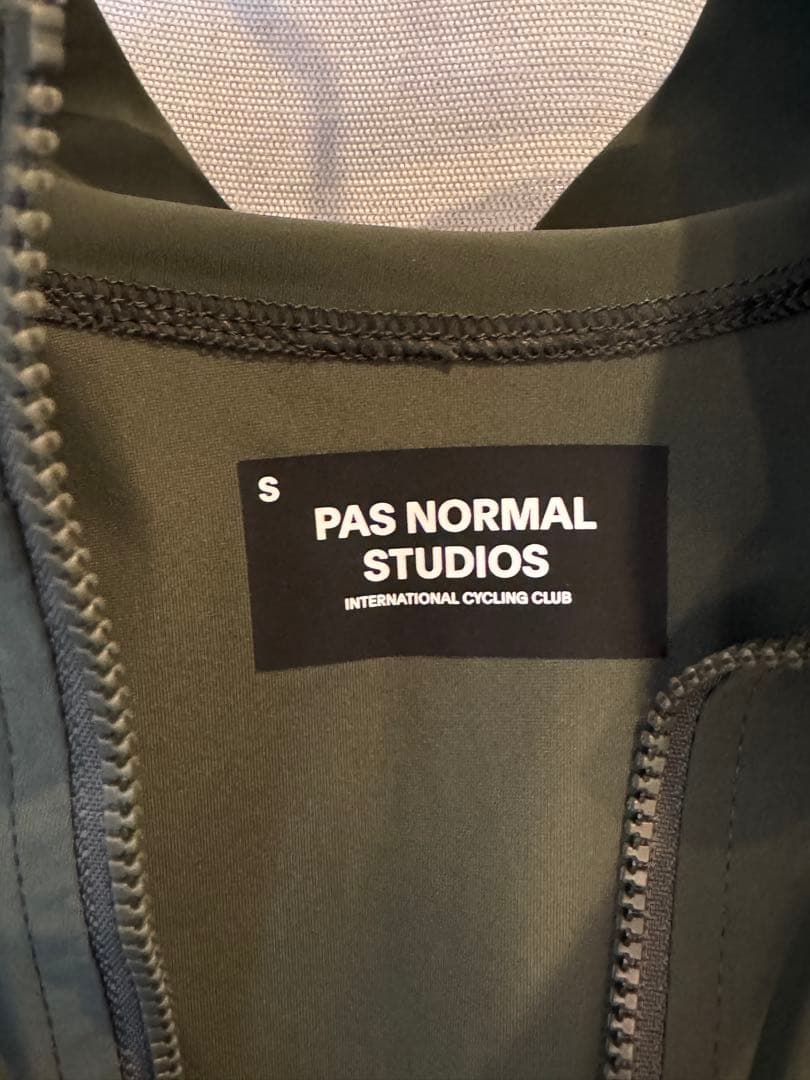 S
PAS NORMAL
STUDIOS
INTERNATIONAL CYCLING CLUB